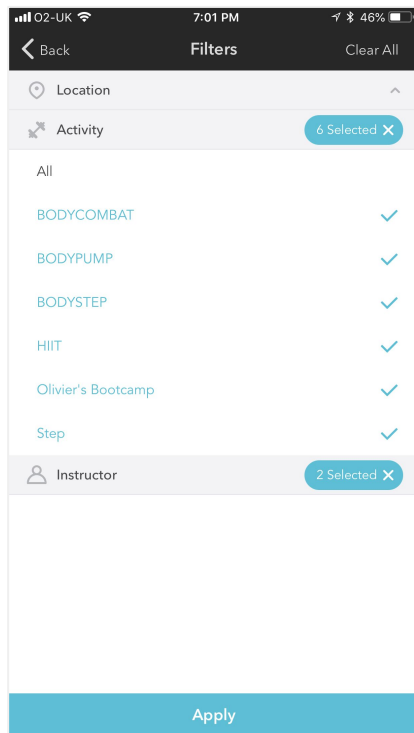 O2-UK 7:01 PM 46%
Back Filters Clear All
Location
Activity 6 Selected
All
BODYCOMBAT
BODYPUMP
BODYSTEP
HIIT
Olivier's Bootcamp
Step
Instructor 2 Selected
Apply